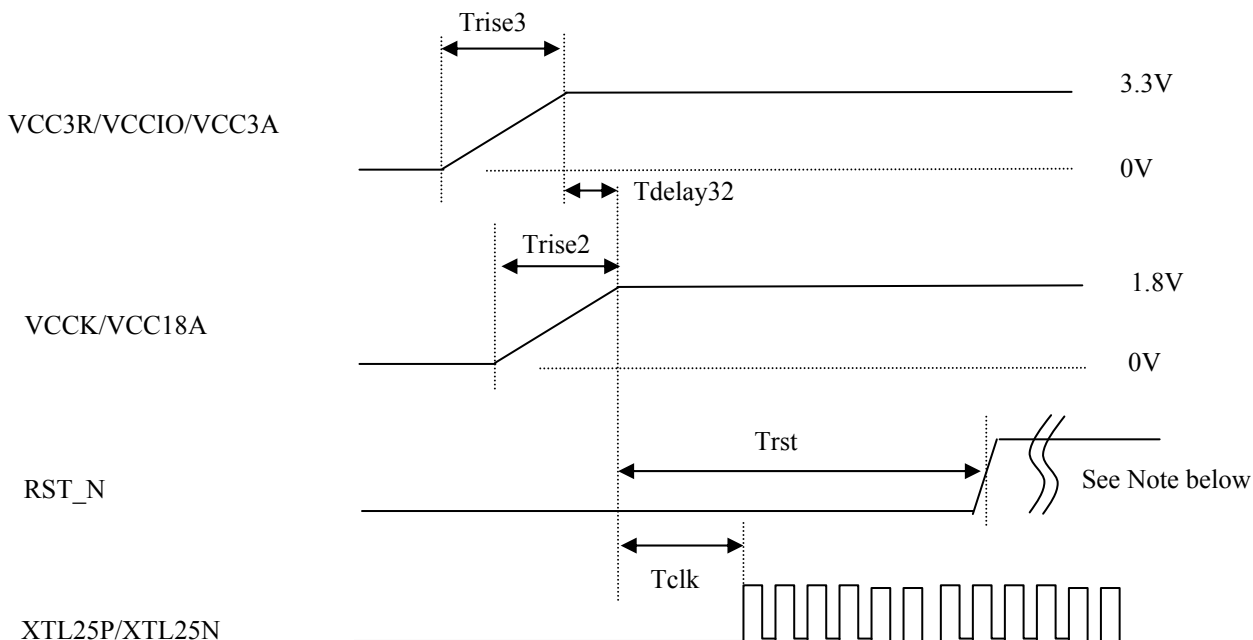 Trise3
3.3V
VCC3R/VCCIO/VCC3A
0V
Tdelay32
Trise2
1.8V
VCCK/VCC18A
0V
Trst
RST_N
See Note below
Tclk
XTL25P/XTL25N